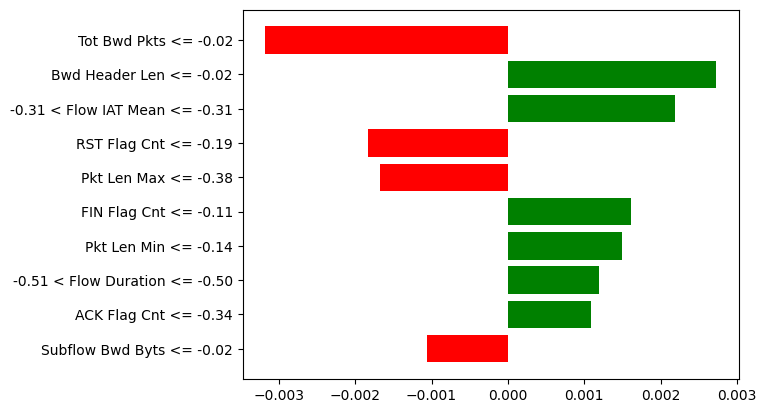 Tot Bwd Pkts <= -0.02
Bwd Header Len <= -0.02
-0.31 < Flow IAT Mean <= -0.31
RST Flag Cnt <= -0.19
Pkt Len Max <= -0.38
FIN Flag Cnt <= -0.11
Pkt Len Min <= -0.14
-0.51 < Flow Duration <= -0.50
ACK Flag Cnt <= -0.34
Subflow Bwd Byts <= -0.02
−0.003 −0.002 −0.001 0.000 0.001 0.002 0.003